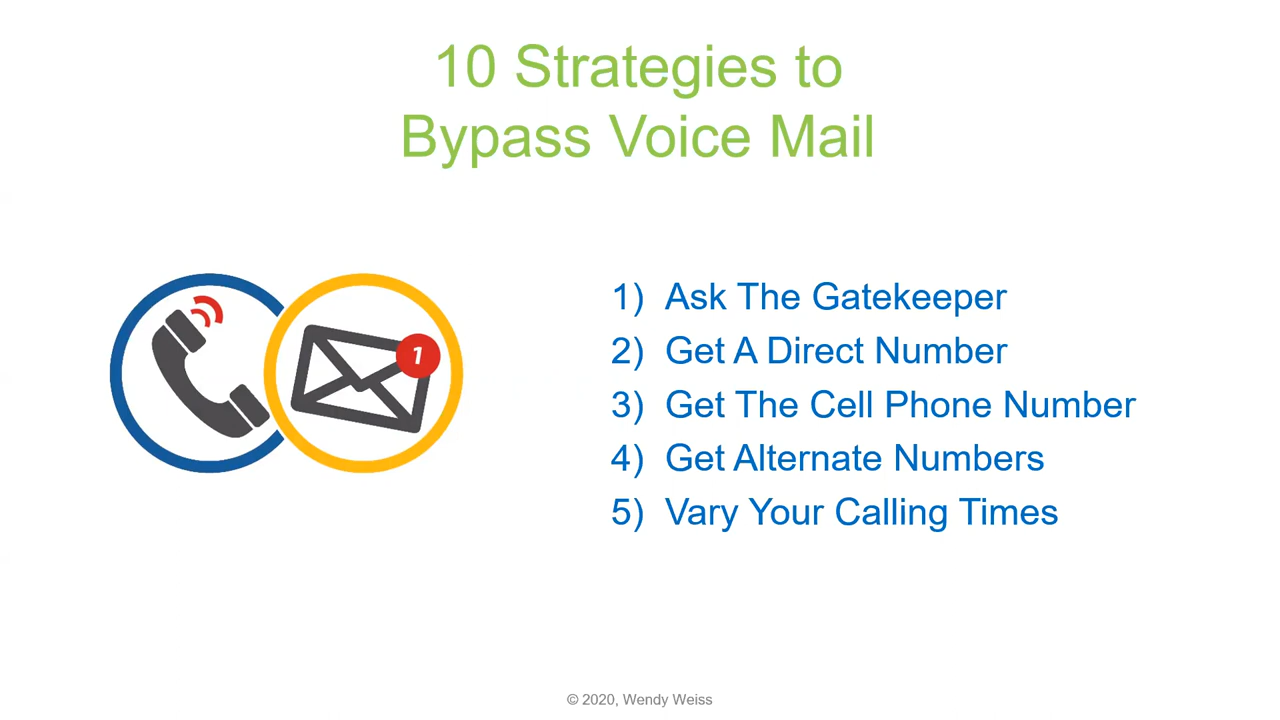 10 Strategies to
Bypass Voice Mail
1
1) Ask The Gatekeeper
2) Get A Direct Number
3) Get The Cell Phone Number
4) Get Alternate Numbers
5) Vary Your Calling Times
© 2020, Wendy Weiss